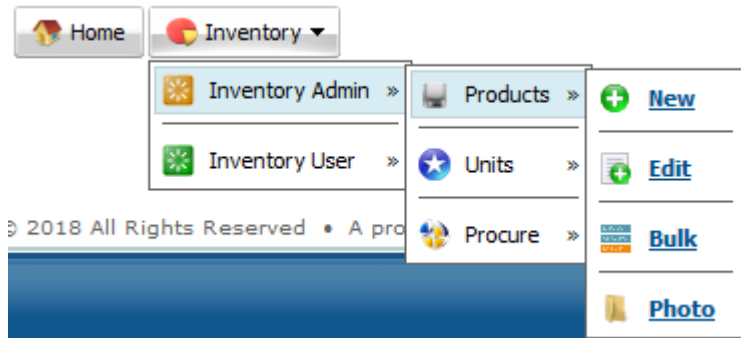 Home Inventory ▼
Inventory Admin » Products » New
Inventory User » Units » Edit
© 2018 All Rights Reserved • A pro Procure » Bulk
Photo